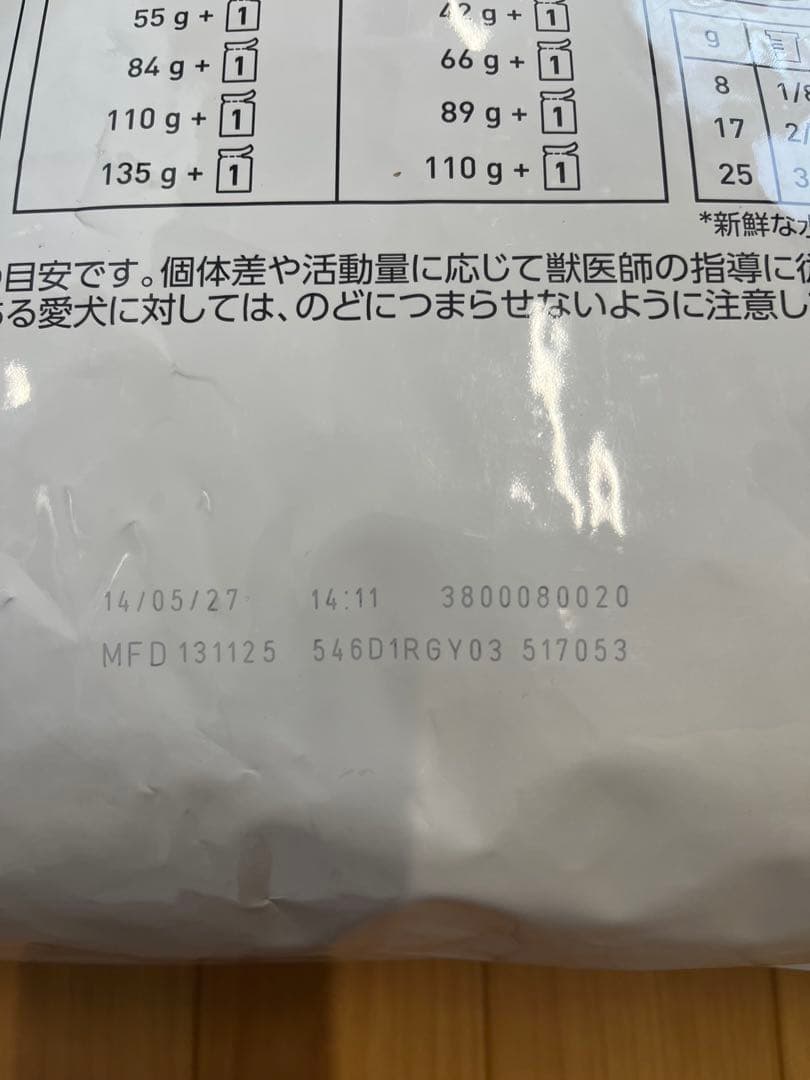 55 g + 1
42 g + 1
84 g + 1
66 g + 1
110 g + 1
89 g + 1
135 g + 1
110 g + 1
g
8 1/8
17 2/
25 3
*新鮮な
目安です。個体差や活動量に応じて獣医師の指導に
る愛犬に対しては、のどにつまらせないように注意し
14/05/27 14:11 3800080020
MFD 131125 546D1RGY03 517053